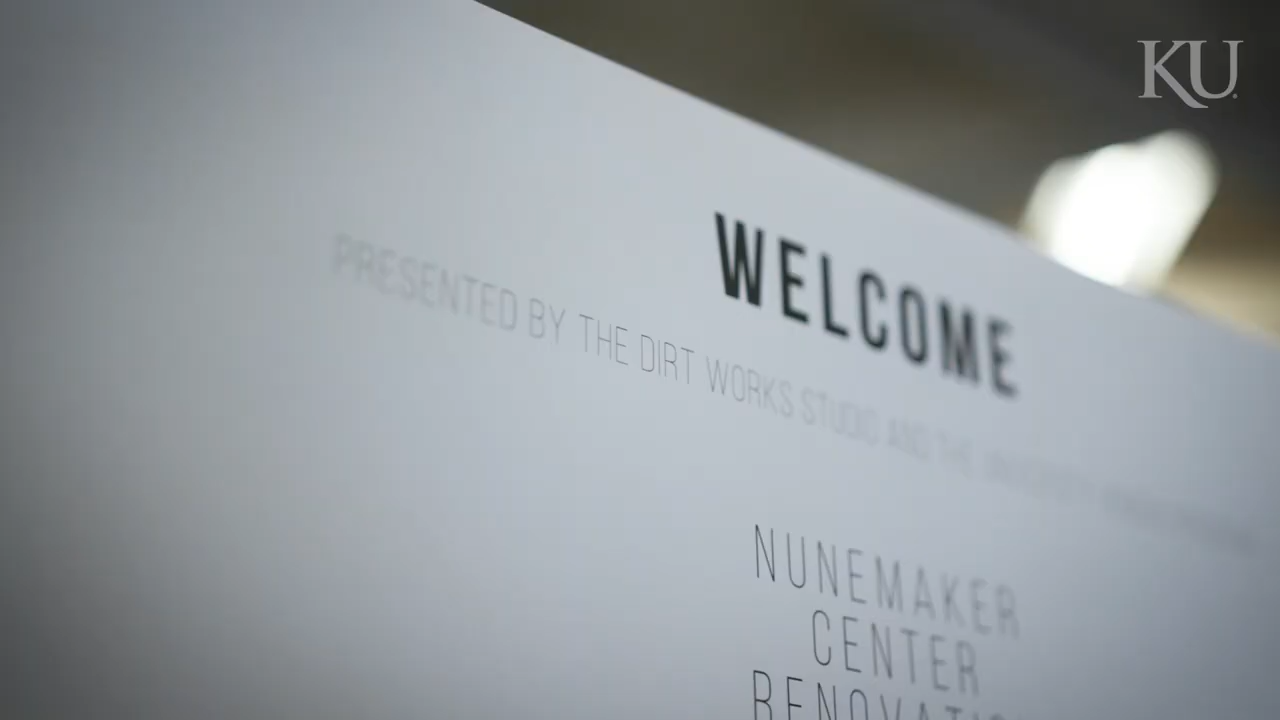 KU
WELCOME
PRESENTED BY THE DIRT WORKS STUDIO AND THE
NUNEMAKER
CENTER